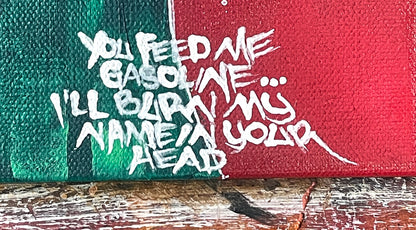 YOU FEED ME
GASOLINE...
I'LL BURN MY
NAME IN YOUR
HEAD